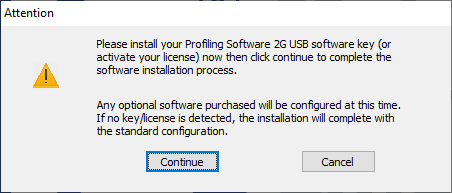 Attention
Please install your Profiling Software 2G USB software key (or
activate your license) now then click continue to complete the
software installation process.
Any optional software purchased will be configured at this time.
If no key/license is detected, the installation will complete with
the standard configuration.
Continue
Cancel